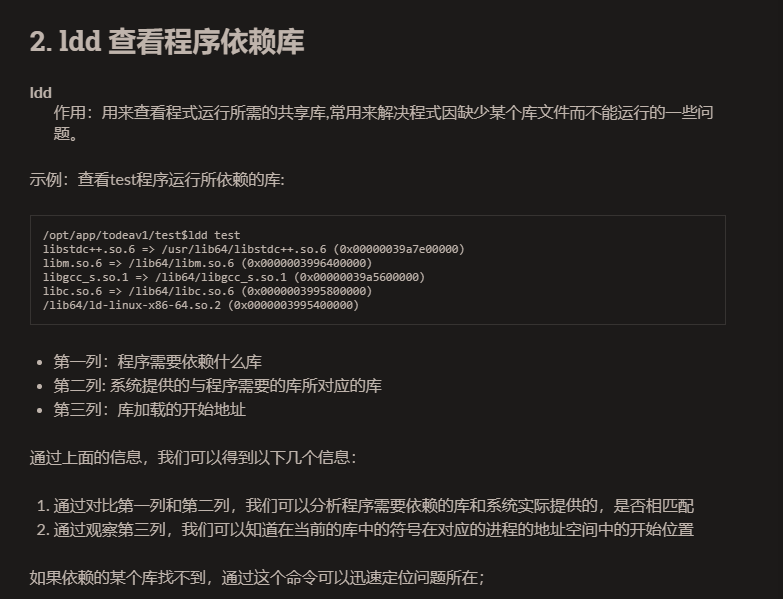 2. ldd 查看程序依赖库
ldd
作用：用来查看程式运行所需的共享库,常用来解决程式因缺少某个库文件而不能运行的一些问
题。
示例：查看test程序运行所依赖的库:
/opt/app/todeav1/test$ldd test
libstdc++.so.6 => /usr/lib64/libstdc++.so.6 (0x00000039a7e00000)
libm.so.6 => /lib64/libm.so.6 (0x0000003996400000)
libgcc_s.so.1 => /lib64/libgcc_s.so.1 (0x00000039a5600000)
libc.so.6 => /lib64/libc.so.6 (0x0000003995800000)
/lib64/ld-linux-x86-64.so.2 (0x0000003995400000)
• 第一列：程序需要依赖什么库
• 第二列: 系统提供的与程序需要的库所对应的库
• 第三列：库加载的开始地址
通过上面的信息，我们可以得到以下几个信息：
1. 通过对比第一列和第二列，我们可以分析程序需要依赖的库和系统实际提供的，是否相匹配
2. 通过观察第三列，我们可以知道在当前的库中的符号在对应的进程的地址空间中的开始位置
如果依赖的某个库找不到，通过这个命令可以迅速定位问题所在；